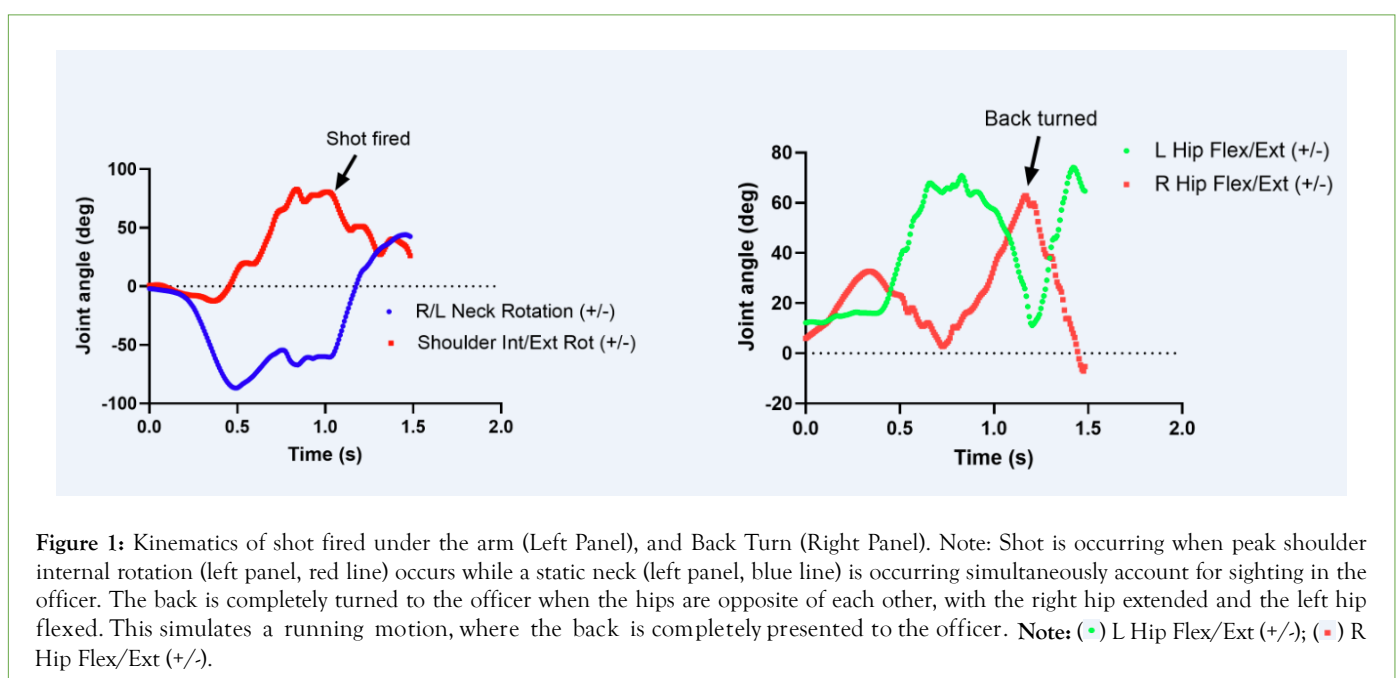 Shot fired
100
50
0
-50
-100
Joint angle (deg)
R/L Neck Rotation (+/-)
Shoulder Int/Ext Rot (+/-)
0.0 0.5 1.0 1.5 2.0
Time (s)
Back turned
L Hip Flex/Ext (+/-)
R Hip Flex/Ext (+/-)
80
60
40
20
0
-20
Joint angle (deg)
0.0 0.5 1.0 1.5 2.0
Time (s)
Figure 1: Kinematics of shot fired under the arm (Left Panel), and Back Turn (Right Panel). Note: Shot is occurring when peak shoulder
internal rotation (left panel, red line) occurs while a static neck (left panel, blue line) is occurring simultaneously account for sighting in the
officer. The back is completely turned to the officer when the hips are opposite of each other, with the right hip extended and the left hip
flexed. This simulates a running motion, where the back is completely presented to the officer. Note: (•) L Hip Flex/Ext (+/-); (▪) R
Hip Flex/Ext (+/-).